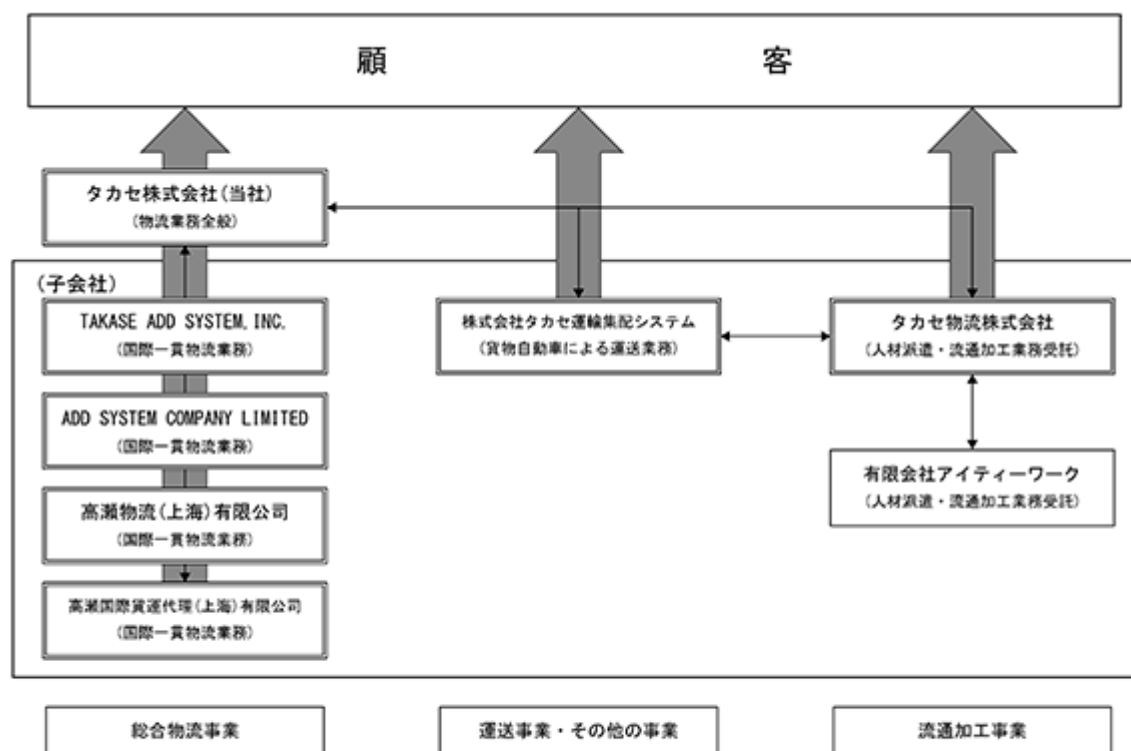 顧客
タカセ株式会社(当社)
(物流業務全般)
(子会社)
TAKASE ADD SYSTEM, INC.
(国際一貫物流業務)
ADD SYSTEM COMPANY LIMITED
(国際一貫物流業務)
高瀬物流(上海)有限公司
(国際一貫物流業務)
高瀬国際貨運代理(上海)有限公司
(国際一貫物流業務)
株式会社タカセ運輸集配システム
(貨物自動車による運送業務)
タカセ物流株式会社
(人材派遣・流通加工業務受託)
有限会社アイティーワーク
(人材派遣・流通加工業務受託)
総合物流事業
運送事業・その他の事業
流通加工事業